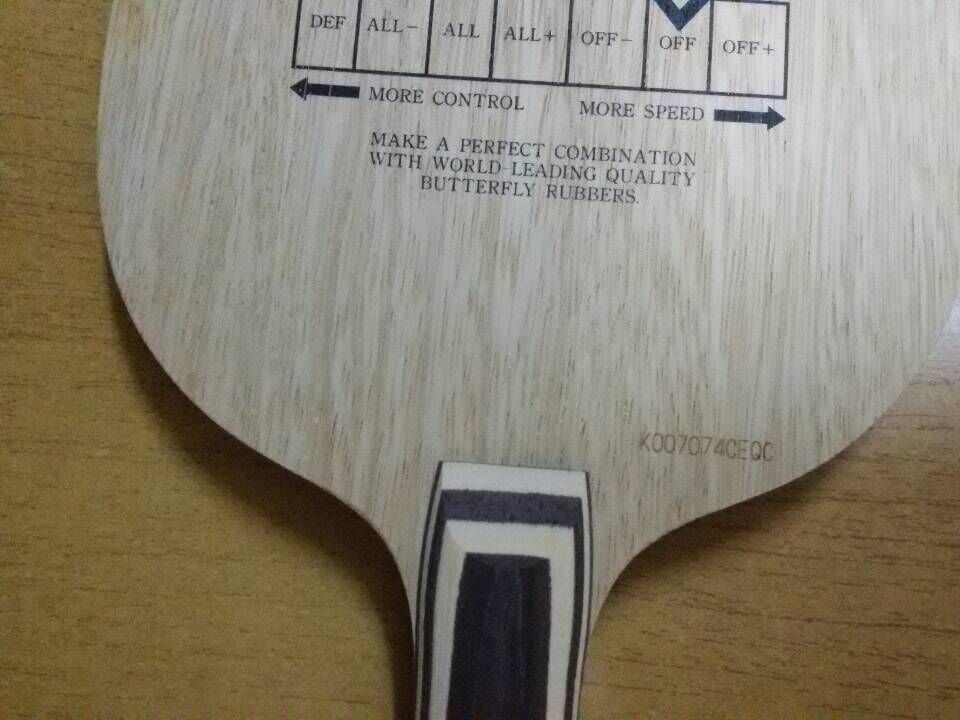 DEF ALL- ALL ALL+ OFF- OFF OFF+
MORE CONTROL MORE SPEED
MAKE A PERFECT COMBINATION
WITH WORLD-LEADING QUALITY
BUTTERFLY RUBBERS.
K007074CEQC